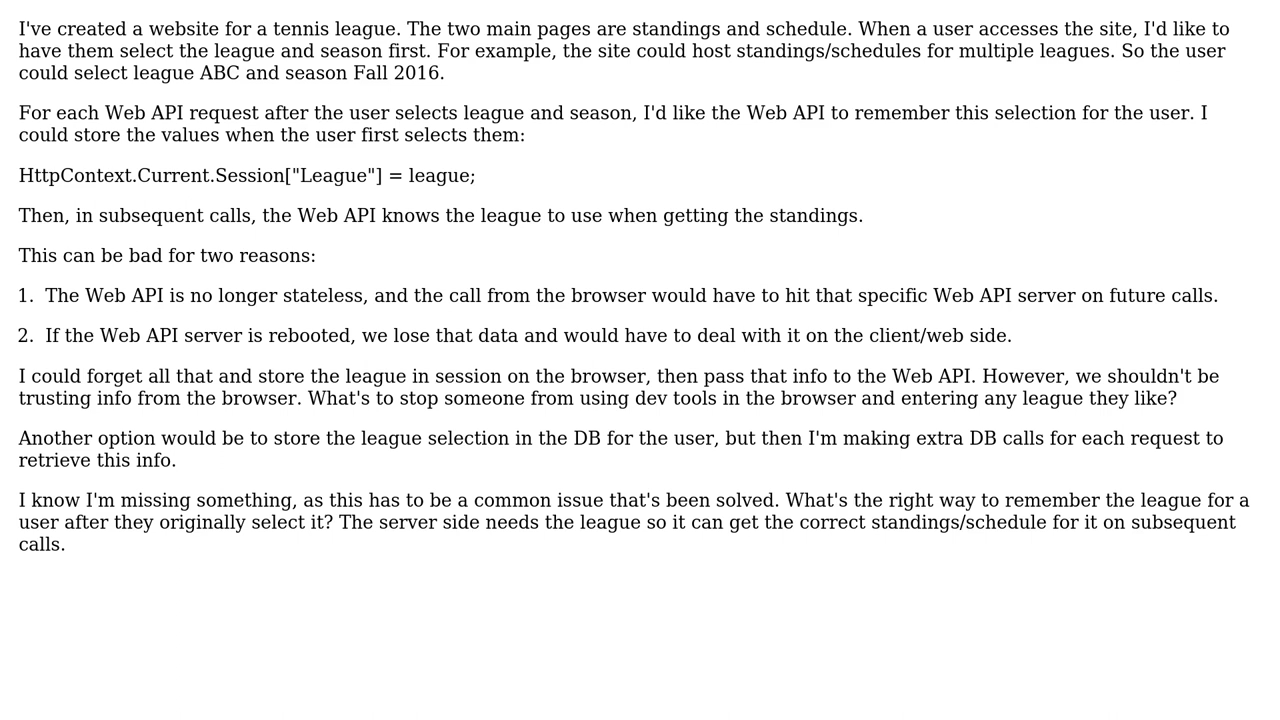 I've created a website for a tennis league. The two main pages are standings and schedule. When a user accesses the site, I'd like to
have them select the league and season first. For example, the site could host standings/schedules for multiple leagues. So the user
could select league ABC and season Fall 2016.
For each Web API request after the user selects league and season, I'd like the Web API to remember this selection for the user. I
could store the values when the user first selects them:
HttpContext.Current.Session["League"] = league;
Then, in subsequent calls, the Web API knows the league to use when getting the standings.
This can be bad for two reasons:
1. The Web API is no longer stateless, and the call from the browser would have to hit that specific Web API server on future calls.
2. If the Web API server is rebooted, we lose that data and would have to deal with it on the client/web side.
I could forget all that and store the league in session on the browser, then pass that info to the Web API. However, we shouldn't be
trusting info from the browser. What's to stop someone from using dev tools in the browser and entering any league they like?
Another option would be to store the league selection in the DB for the user, but then I'm making extra DB calls for each request to
retrieve this info.
I know I'm missing something, as this has to be a common issue that's been solved. What's the right way to remember the league for a
user after they originally select it? The server side needs the league so it can get the correct standings/schedule for it on subsequent
calls.